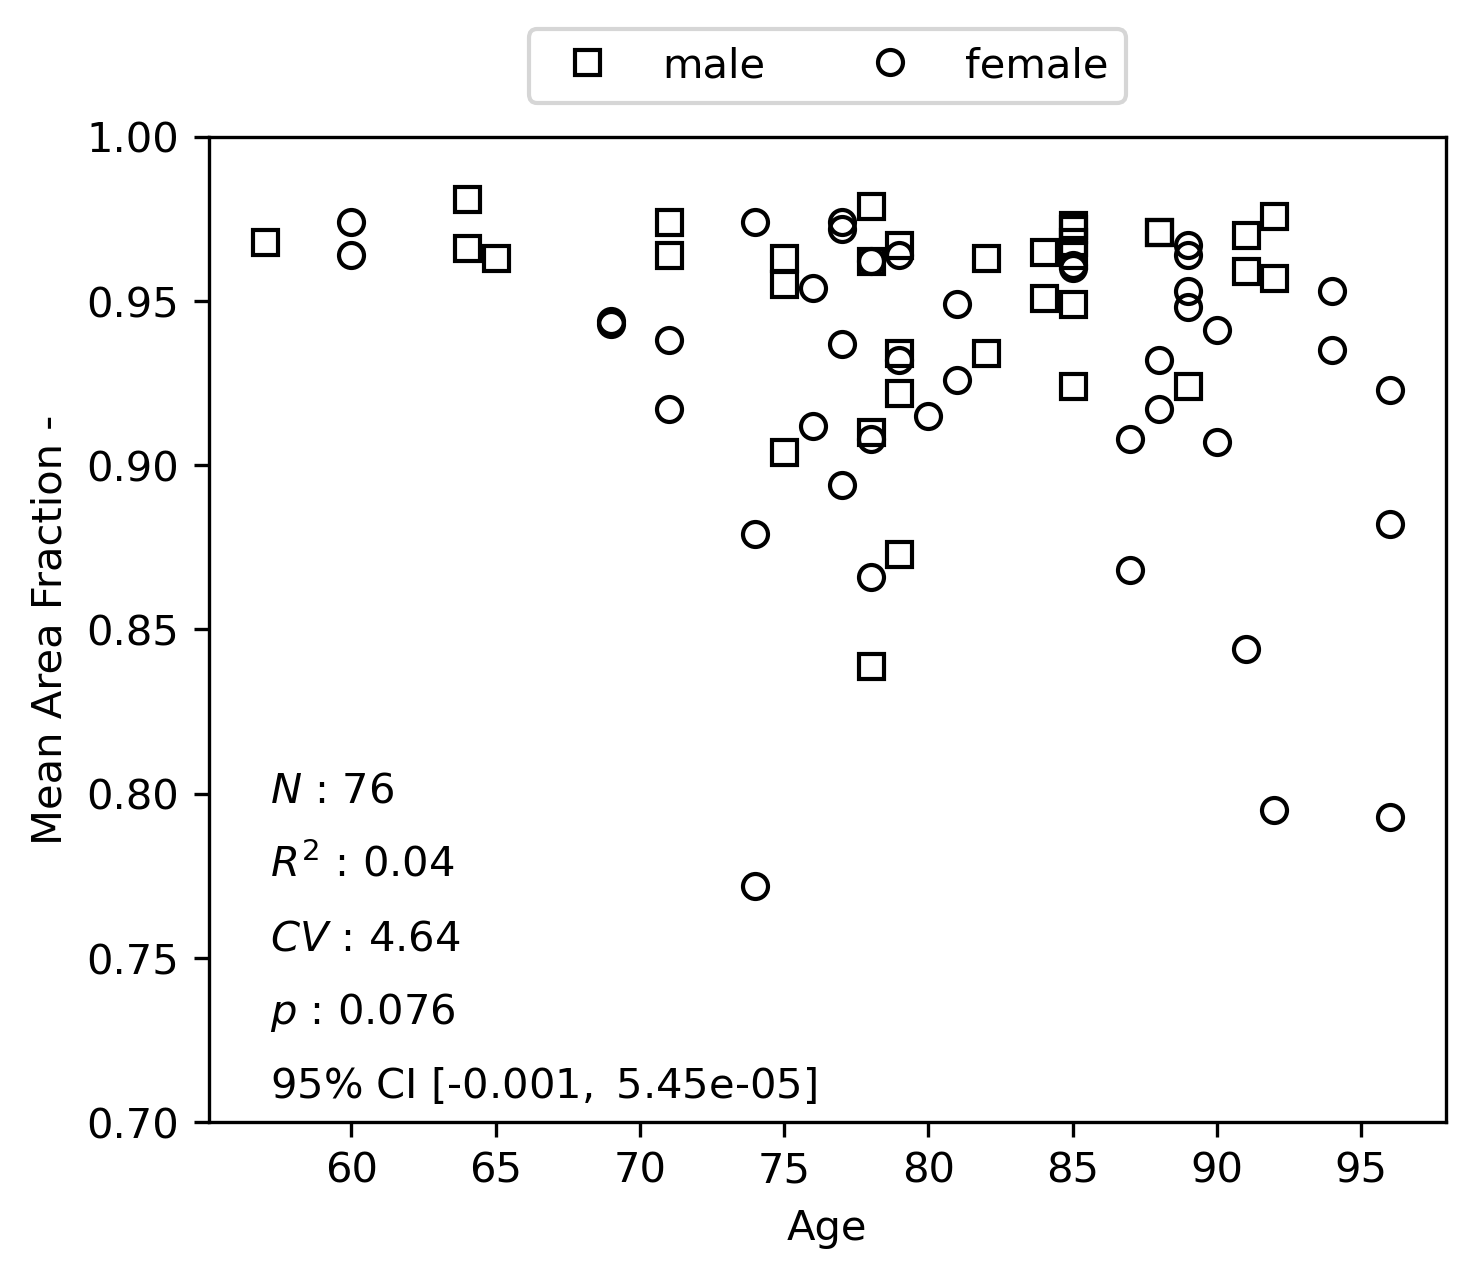 male female
1.00
0.95
0.90
0.85
0.80
0.75
0.70
Mean Area Fraction -
N : 76
R² : 0.04
CV : 4.64
p : 0.076
95% CI [-0.001, 5.45e-05]
60 65 70 75 80 85 90 95
Age